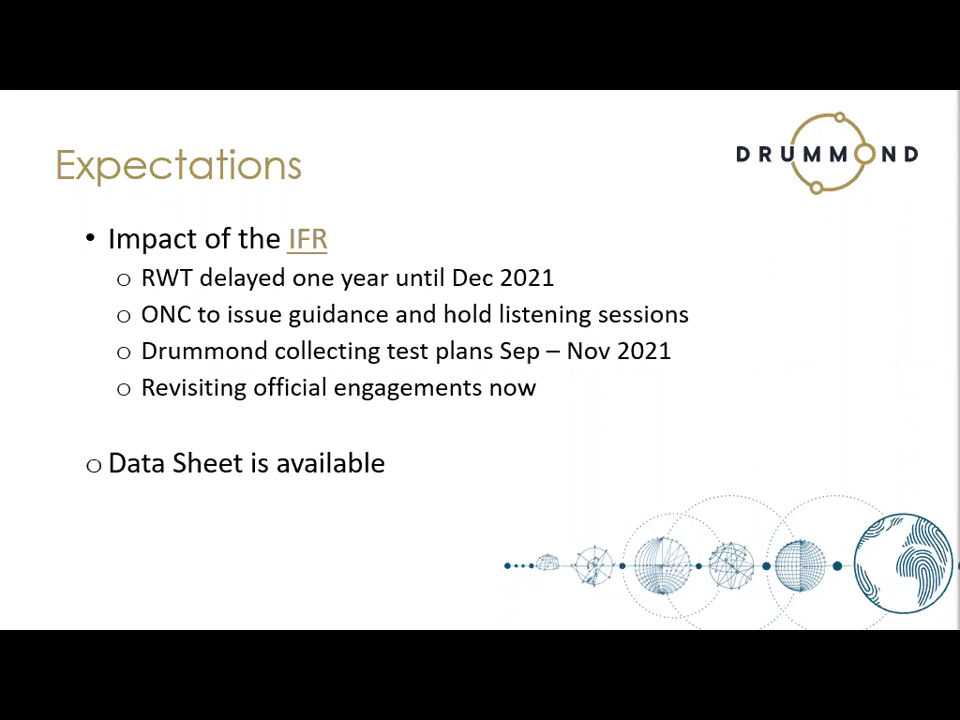 DRUMMOND
Expectations
• Impact of the IFR
o RWT delayed one year until Dec 2021
o ONC to issue guidance and hold listening sessions
o Drummond collecting test plans Sep – Nov 2021
o Revisiting official engagements now
o Data Sheet is available